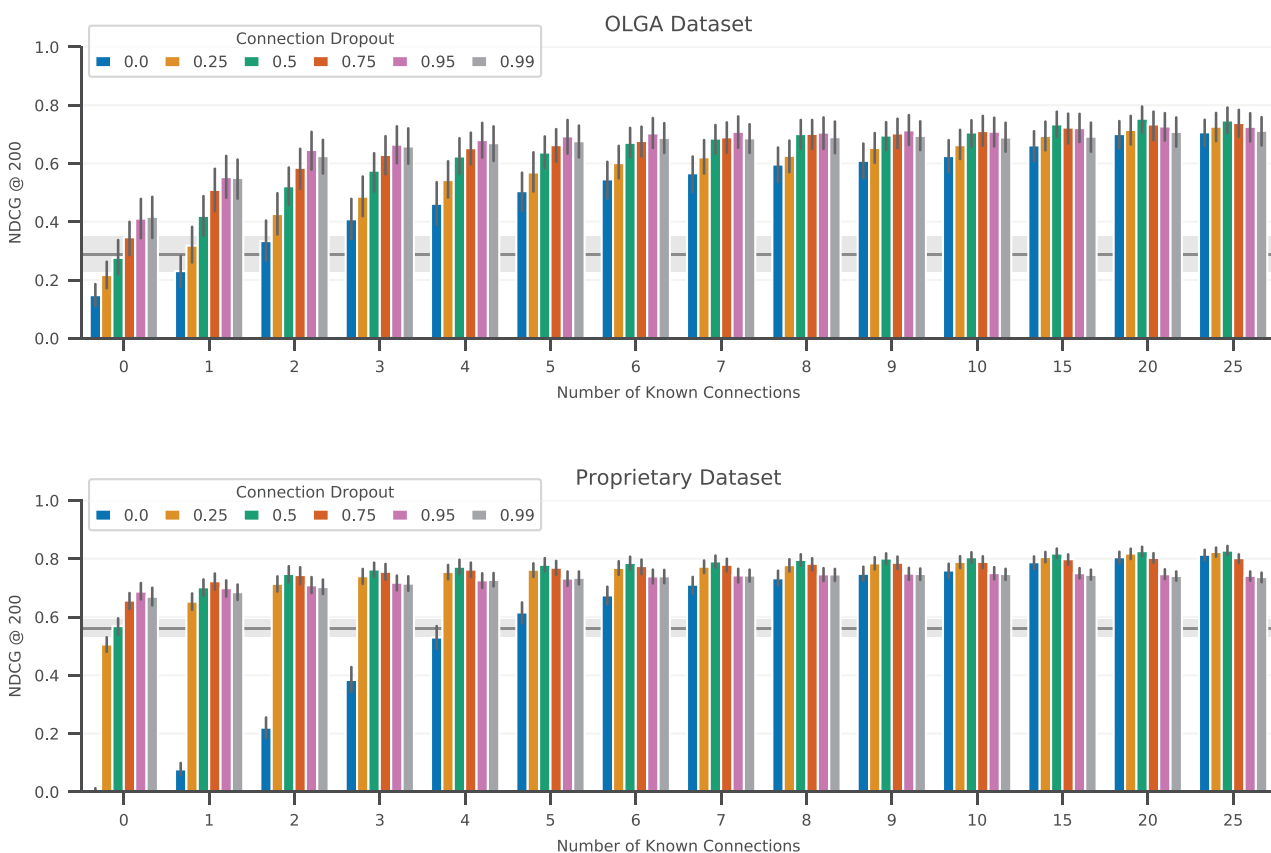 OLGA Dataset
Connection Dropout
0.0 0.25 0.5 0.75 0.95 0.99
1.0
0.8
0.6
0.4
0.2
0.0
NDCG @ 200
0 1 2 3 4 5 6 7 8 9 10 15 20 25
Number of Known Connections
Proprietary Dataset
Connection Dropout
0.0 0.25 0.5 0.75 0.95 0.99
1.0
0.8
0.6
0.4
0.2
0.0
NDCG @ 200
0 1 2 3 4 5 6 7 8 9 10 15 20 25
Number of Known Connections